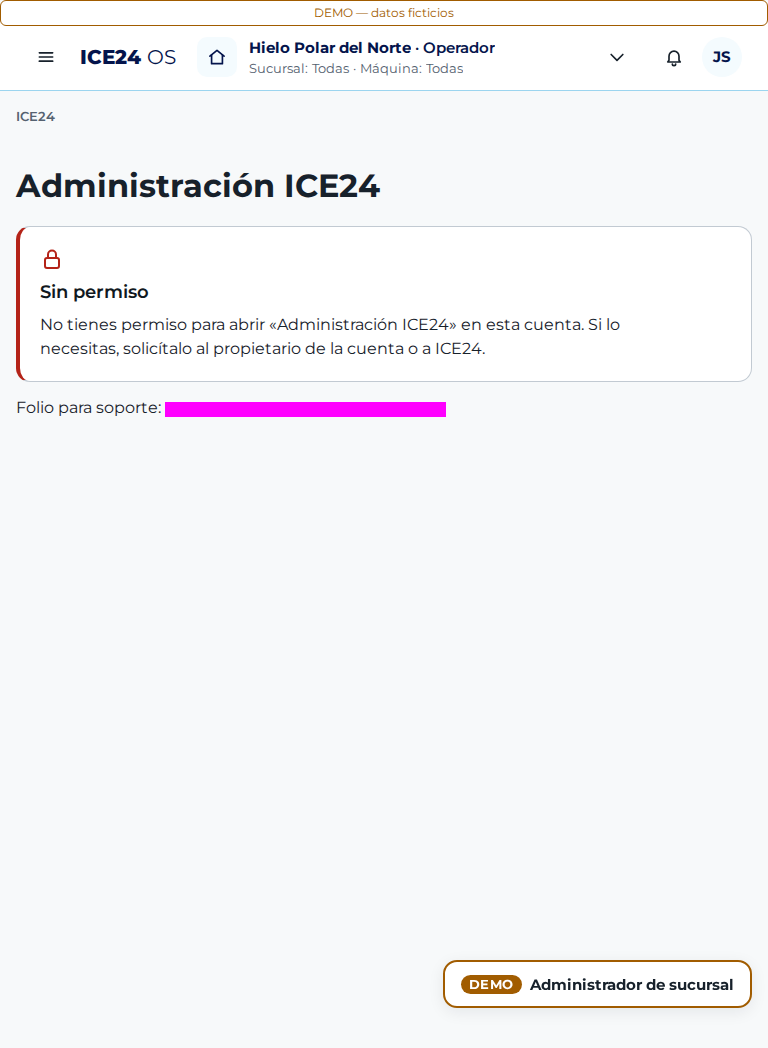 DEMO — datos ficticios
ICE24 OS
Hielo Polar del Norte · Operador
Sucursal: Todas · Máquina: Todas
JS
ICE24
Administración ICE24
Sin permiso
No tienes permiso para abrir «Administración ICE24» en esta cuenta. Si lo
necesitas, solicítalo al propietario de la cuenta o a ICE24.
Folio para soporte:
DEMO Administrador de sucursal